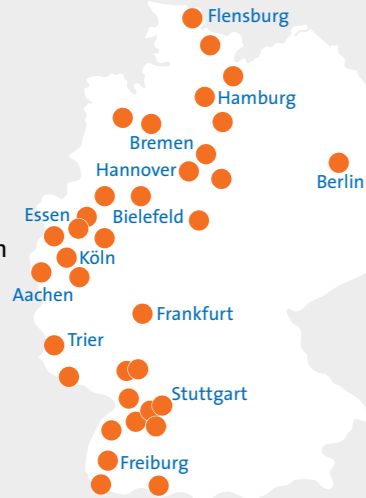 Flensburg
Hamburg
Bremen
Hannover
Berlin
Essen
Bielefeld
n
Köln
Aachen
Frankfurt
Trier
Stuttgart
Freiburg